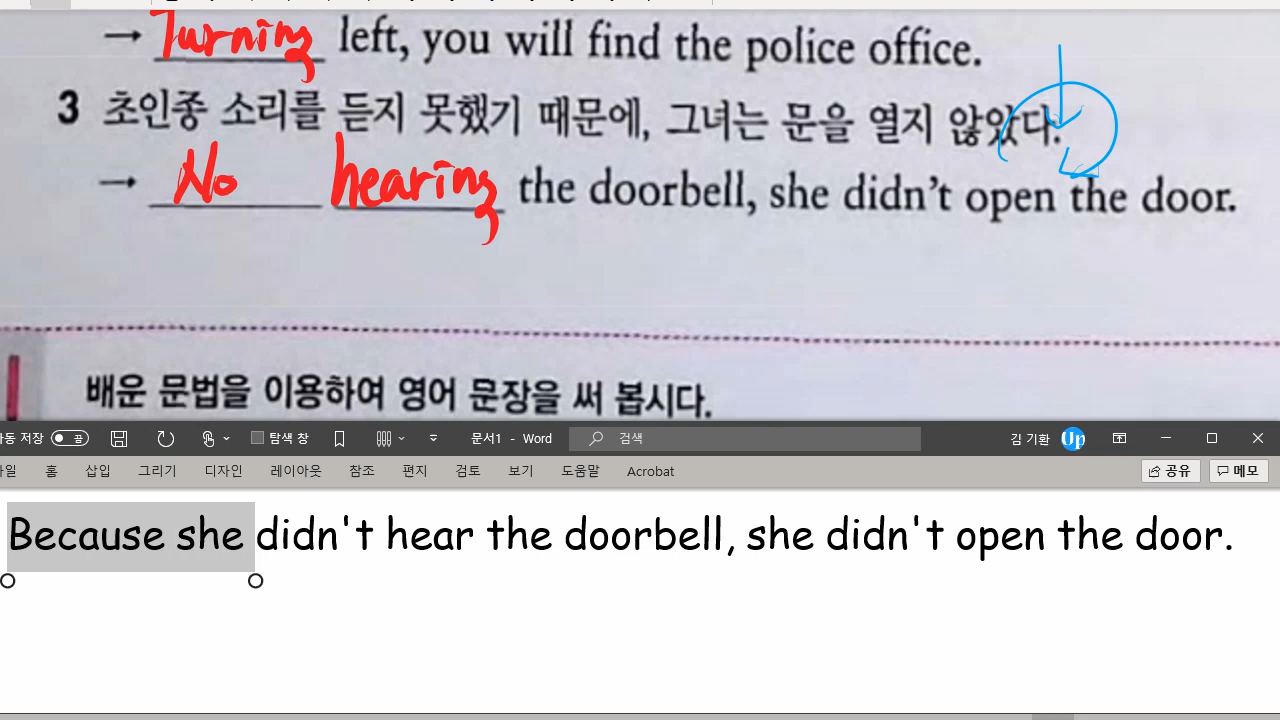 → Turning left, you will find the police office.
3 초인종 소리를 듣지 못했기 때문에, 그녀는 문을 열지 않았다.
→ No hearing the doorbell, she didn't open the door.
배운 문법을 이용하여 영어 문장을 써 봅시다.
동 저장 끔 탐색 창 문서1 - Word 검색 김 기환 Up
일 홈 삽입 그리기 디자인 레이아웃 참조 편지 검토 보기 도움말 Acrobat 공유 메모
Because she didn't hear the doorbell, she didn't open the door.